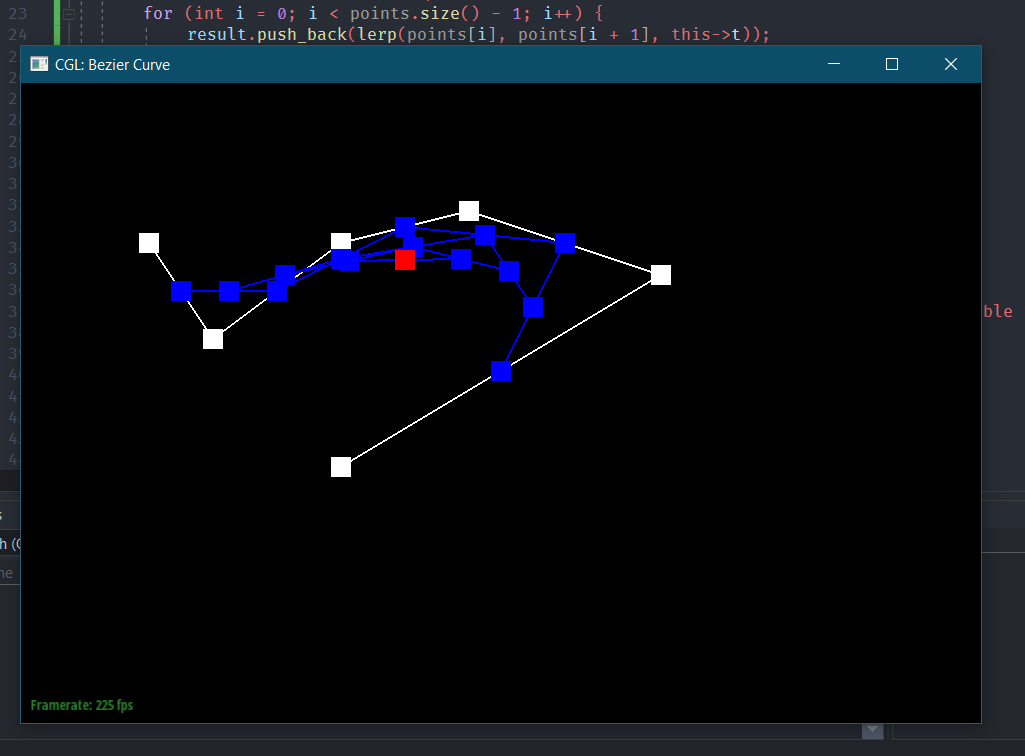 23 for (int i = 0; i < points.size() - 1; i++) {
24 result.push_back(lerp(points[i], points[i + 1], this->t));
CGL: Bezier Curve
ble
Framerate: 225 fps